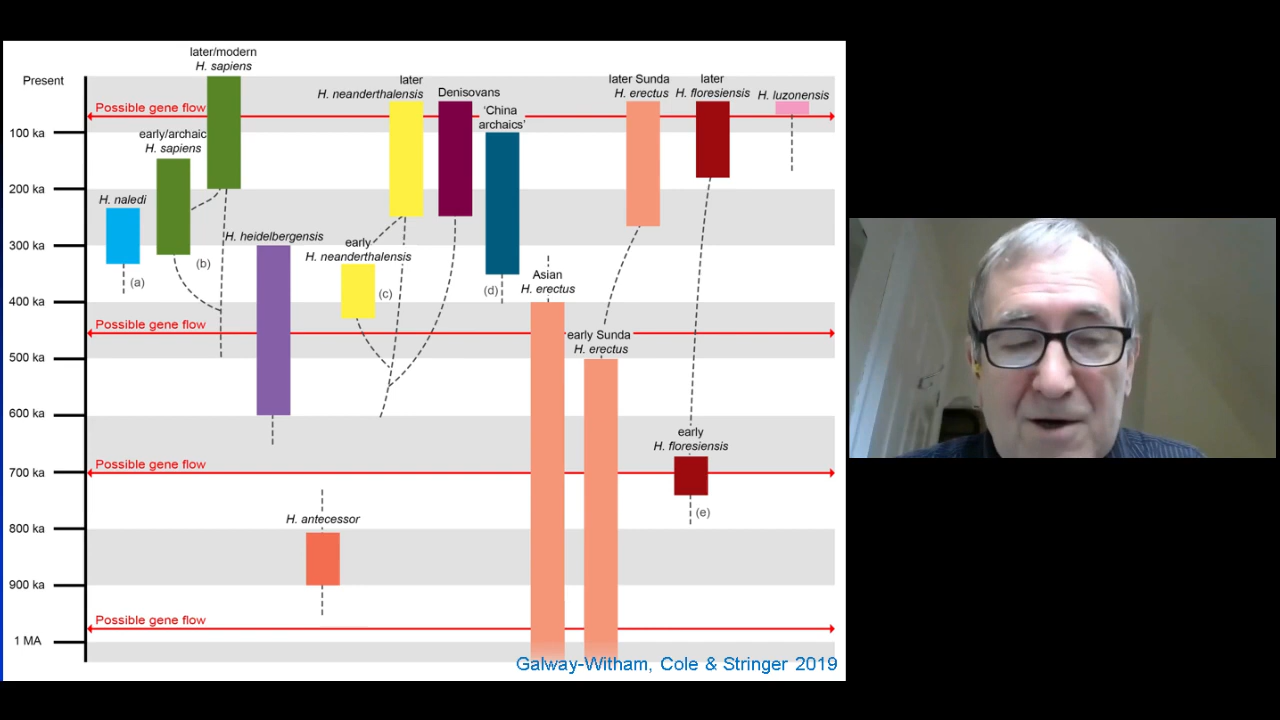 later/modern
H. sapiens
Present
later
H. neanderthalensis
Denisovans
later Sunda
H. erectus
later
H. floresiensis
H. luzonensis
Possible gene flow
'China
archaics'
100 ka
early/archaic
H. sapiens
200 ka
H. naledi
H. heidelbergensis
300 ka
early
H. neanderthalensis
(a)
(b)
(c)
(d)
Asian
H. erectus
400 ka
Possible gene flow
early Sunda
H. erectus
500 ka
600 ka
early
H. floresiensis
Possible gene flow
700 ka
(e)
H. antecessor
800 ka
900 ka
Possible gene flow
1 MA
Galway-Witham, Cole & Stringer 2019